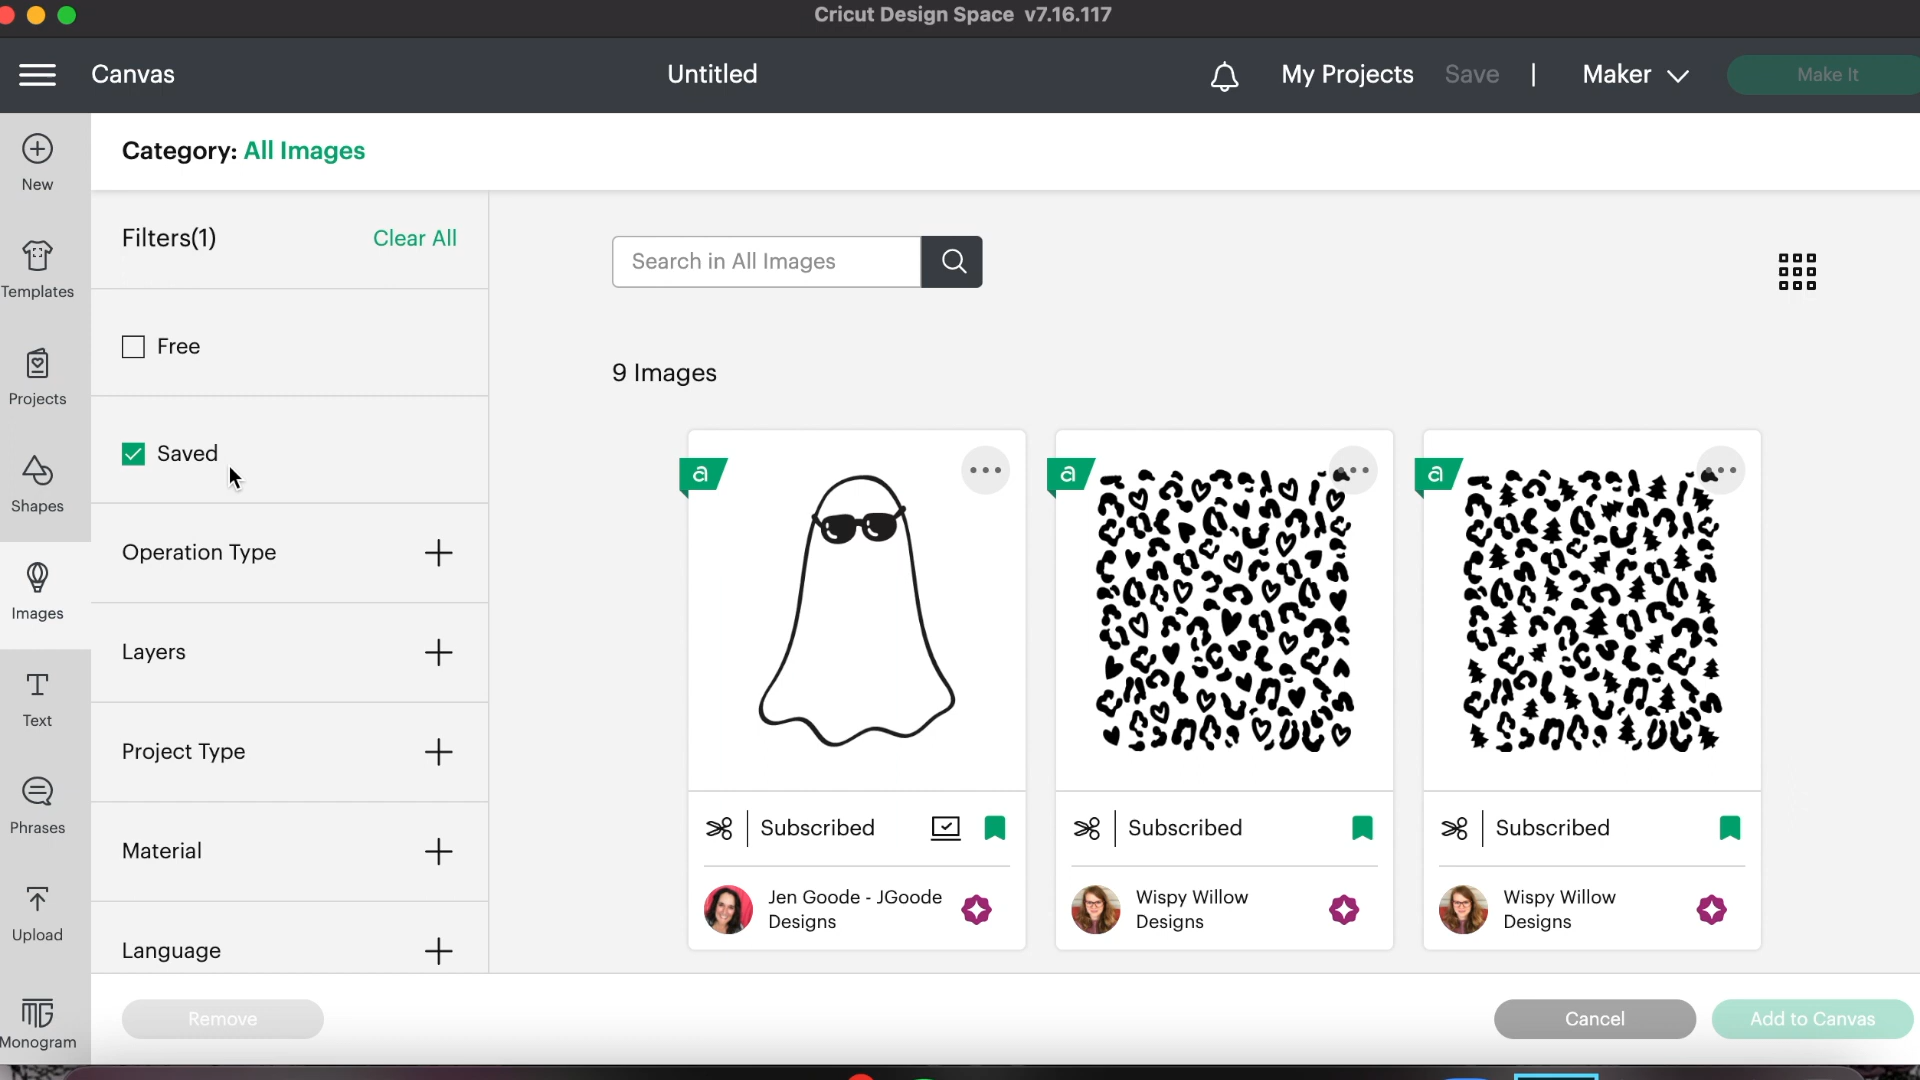 Cricut Design Space v7.16.117
Canvas
Untitled
My Projects
Save
|
Maker
Make It
New
Templates
Projects
Shapes
Images
Text
Phrases
Upload
Monogram
Category: All Images
Filters(1)
Clear All
Free
Saved
Operation Type
Layers
Project Type
Material
Language
Remove
Search in All Images
9 Images
a
Subscribed
Jen Goode - JGoode
Designs
a
Subscribed
Wispy Willow
Designs
a
Subscribed
Wispy Willow
Designs
Cancel
Add to Canvas